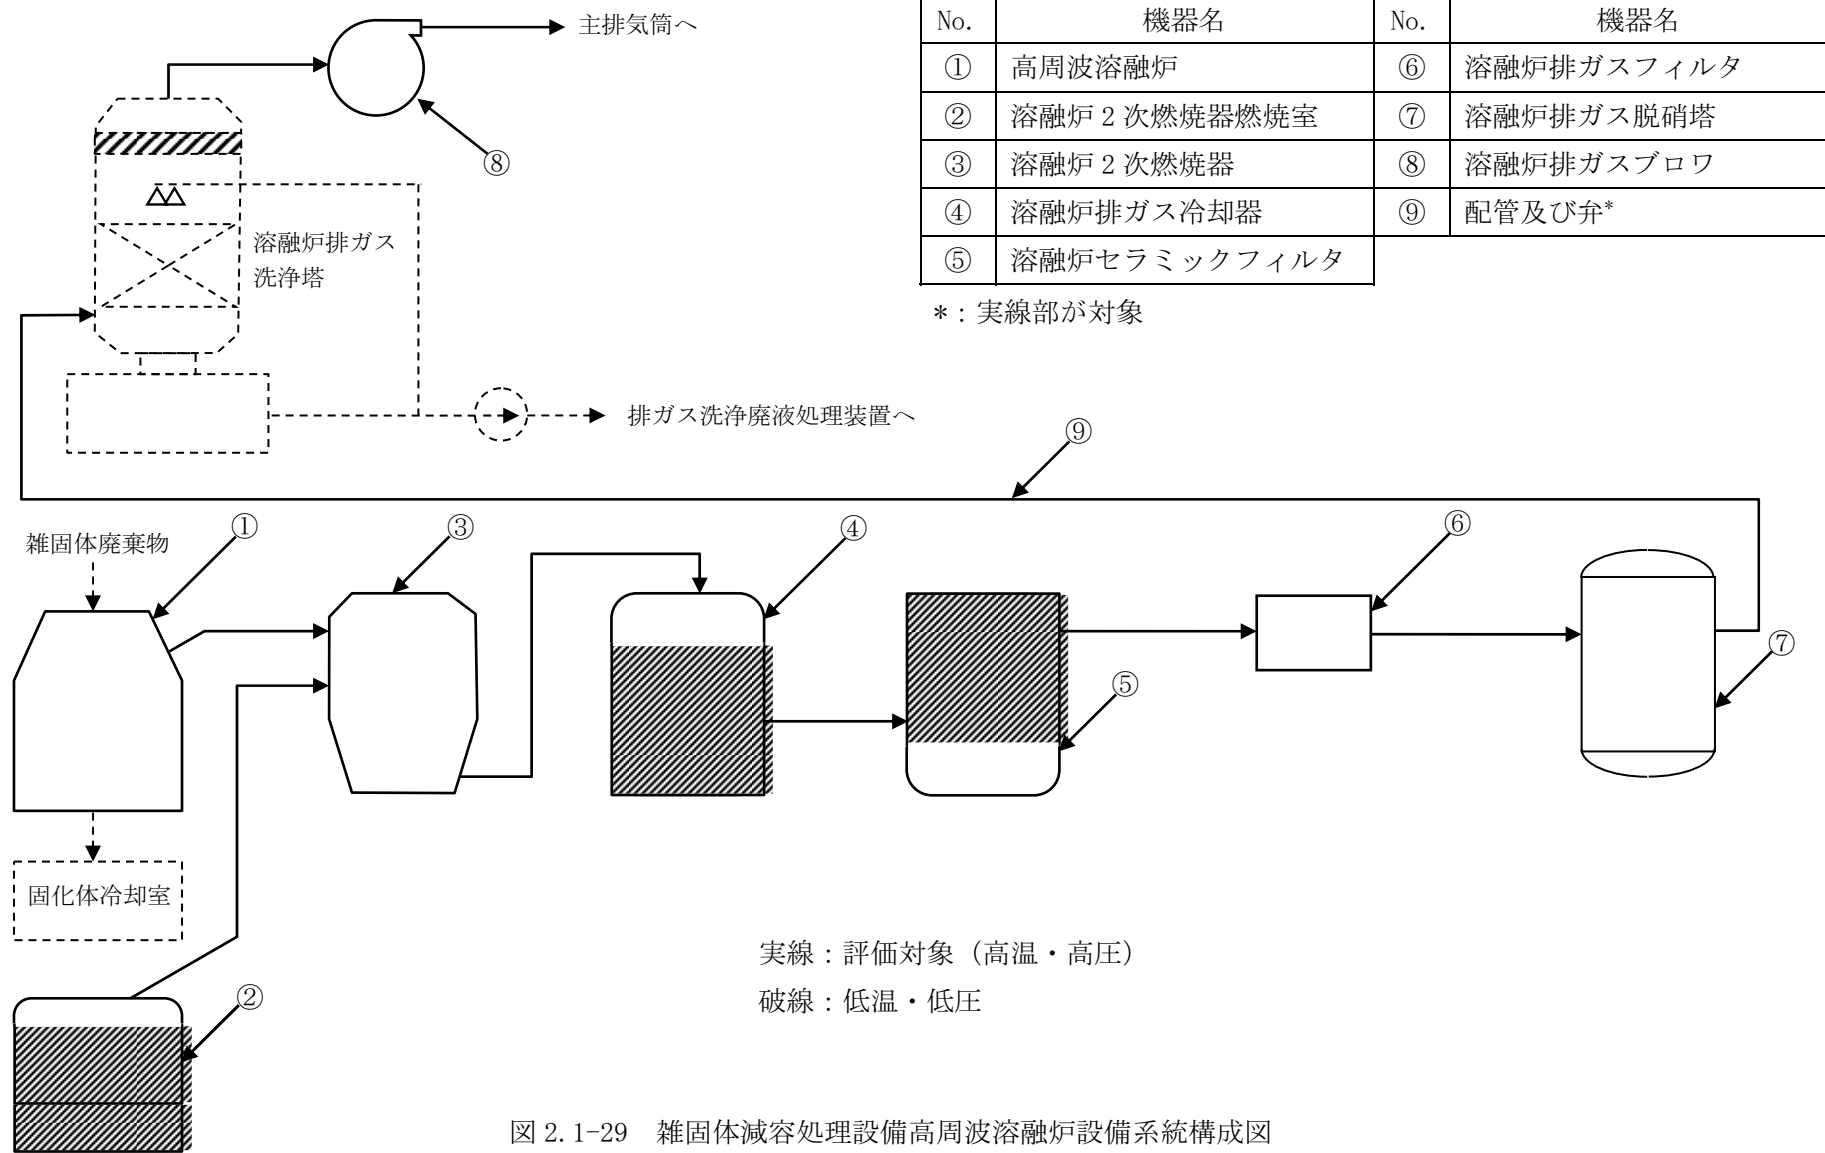 主排気筒へ
⑧
溶融炉排ガス
洗浄塔
排ガス洗浄廃液処理装置へ
No. 機器名 No. 機器名
① 高周波溶融炉 ⑥ 溶融炉排ガスフィルタ
② 溶融炉2次燃焼器燃焼室 ⑦ 溶融炉排ガス脱硝塔
③ 溶融炉2次燃焼器 ⑧ 溶融炉排ガスブロワ
④ 溶融炉排ガス冷却器 ⑨ 配管及び弁*
⑤ 溶融炉セラミックフィルタ
*：実線部が対象
⑨
雑固体廃棄物
①
③
④
⑤
⑥
⑦
固化体冷却室
②
実線：評価対象（高温・高圧）
破線：低温・低圧
図 2.1-29 雑固体減容処理設備高周波溶融炉設備系統構成図